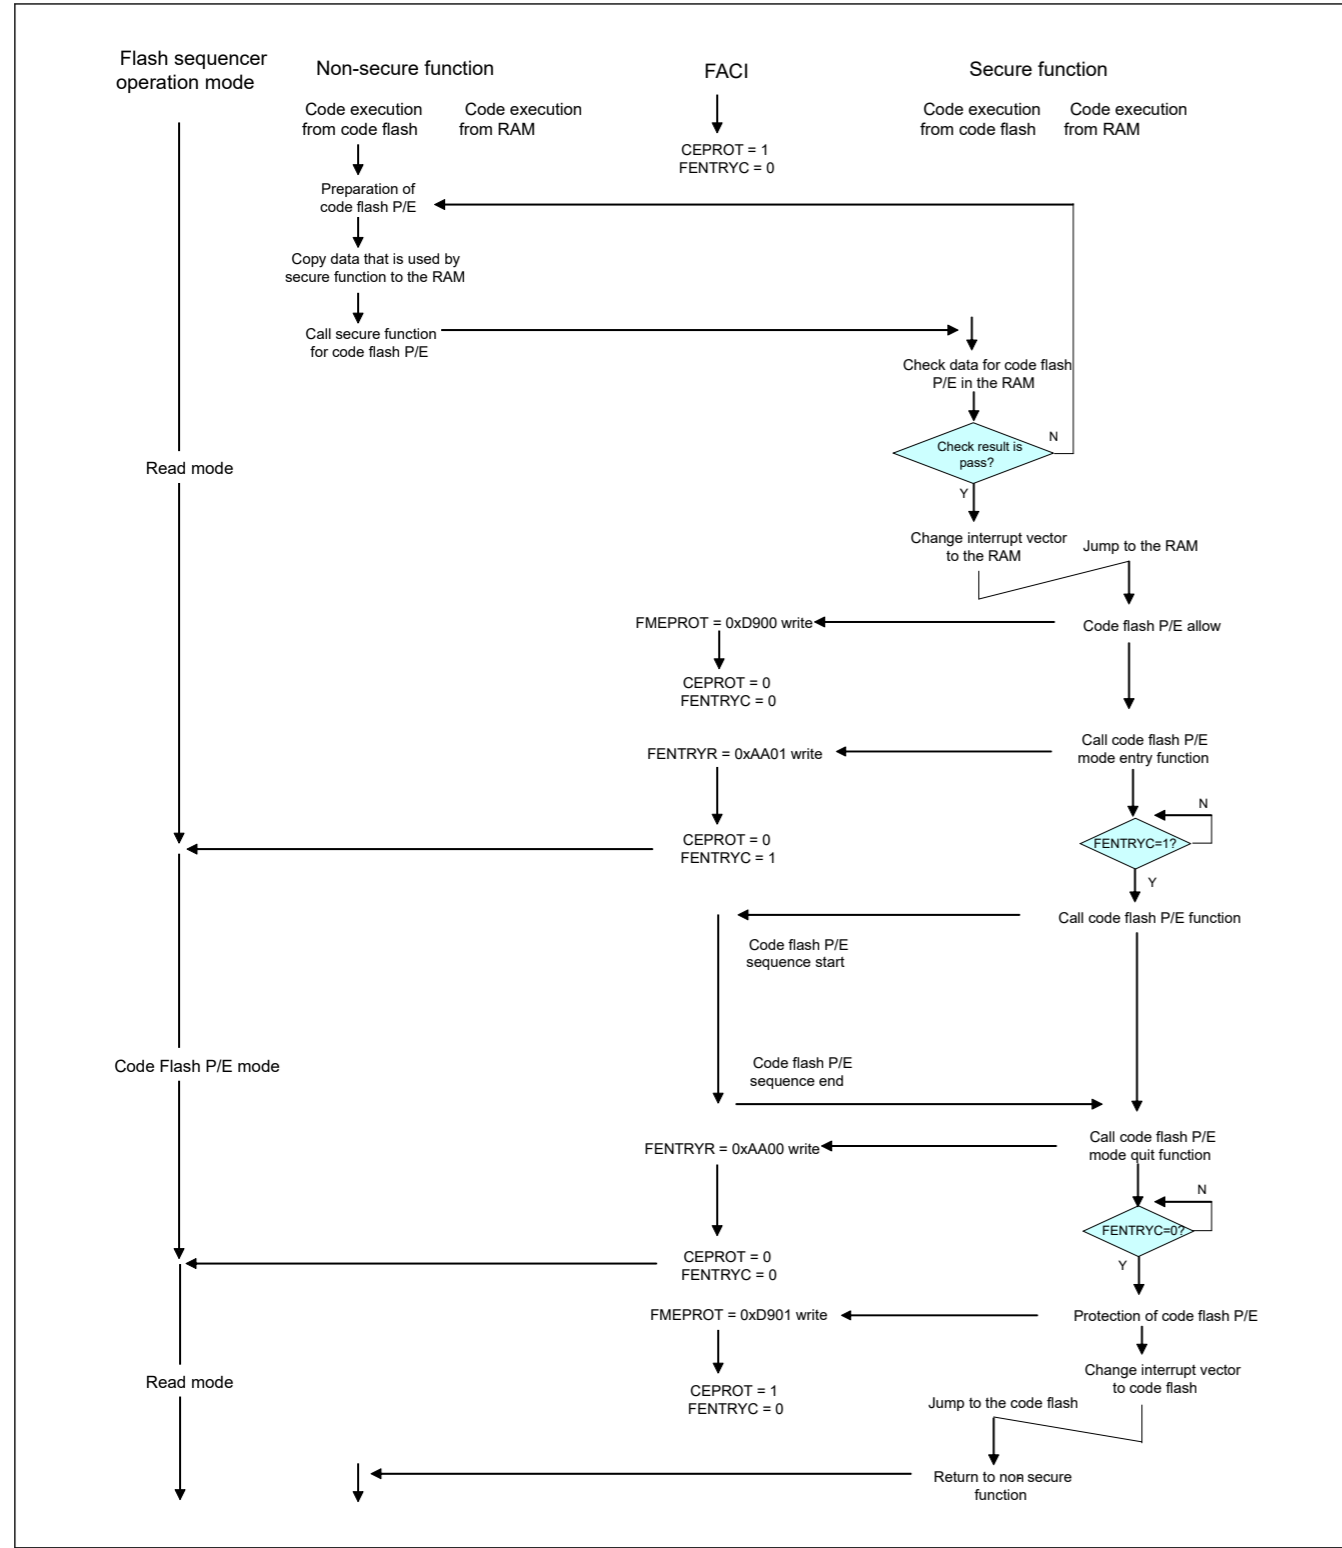 Flash sequencer
operation mode
Non-secure function
FACI
Secure function
Code execution
from code flash
Code execution
from RAM
Code execution
from code flash
Code execution
from RAM
CEPROT = 1
FENTRYC = 0
Preparation of
code flash P/E
Copy data that is used by
secure function to the RAM
Call secure function
for code flash P/E
Check data for code flash
P/E in the RAM
Check result is
pass?
N
Y
Read mode
Change interrupt vector
to the RAM
Jump to the RAM
FMEPROT = 0xD900 write
Code flash P/E allow
CEPROT = 0
FENTRYC = 0
Call code flash P/E
mode entry function
FENTRYR = 0xAA01 write
N
CEPROT = 0
FENTRYC = 1
FENTRYC=1?
Y
Call code flash P/E function
Code flash P/E
sequence start
Code Flash P/E mode
Code flash P/E
sequence end
FENTRYR = 0xAA00 write
Call code flash P/E
mode quit function
N
FENTRYC=0?
Y
CEPROT = 0
FENTRYC = 0
FMEPROT = 0xD901 write
Protection of code flash P/E
Read mode
CEPROT = 1
FENTRYC = 0
Change interrupt vector
to code flash
Jump to the code flash
Return to non secure
function